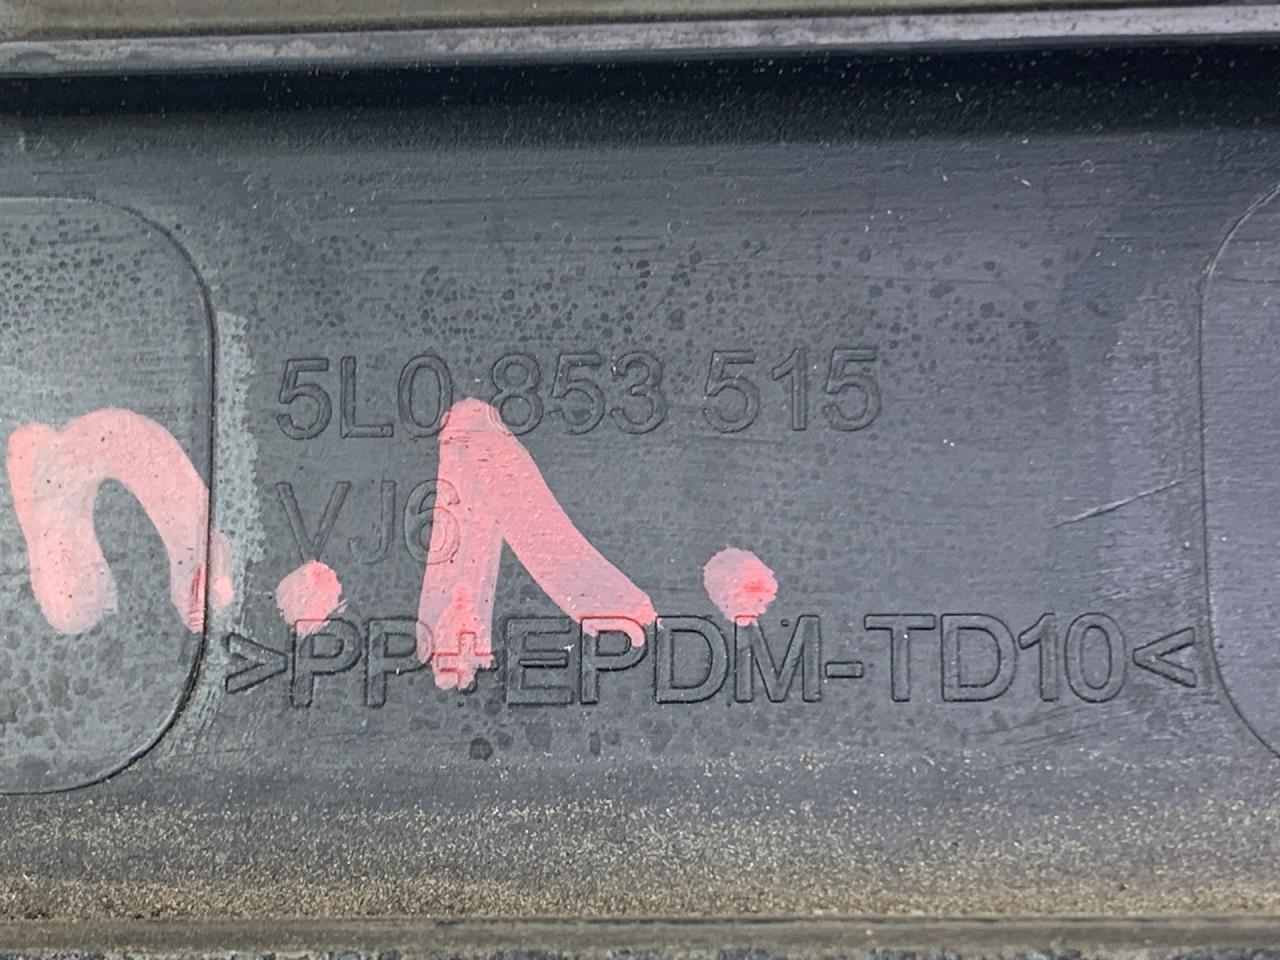 5L0 853 515
VJ6
п.л.
>PP+EPDM-TD10<